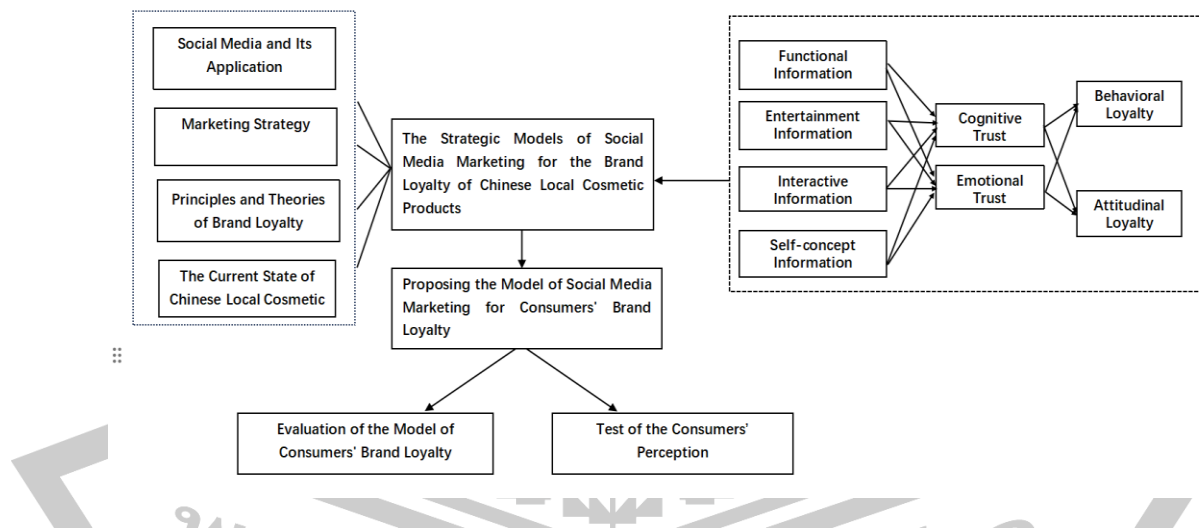 Social Media and Its
Application
Marketing Strategy
Principles and Theories
of Brand Loyalty
The Current State of
Chinese Local Cosmetic
The Strategic Models of Social
Media Marketing for the Brand
Loyalty of Chinese Local Cosmetic
Products
Proposing the Model of Social Media
Marketing for Consumers' Brand
Loyalty
Evaluation of the Model of
Consumers' Brand Loyalty
Test of the Consumers'
Perception
Functional
Information
Entertainment
Information
Interactive
Information
Self-concept
Information
Cognitive
Trust
Emotional
Trust
Behavioral
Loyalty
Attitudinal
Loyalty